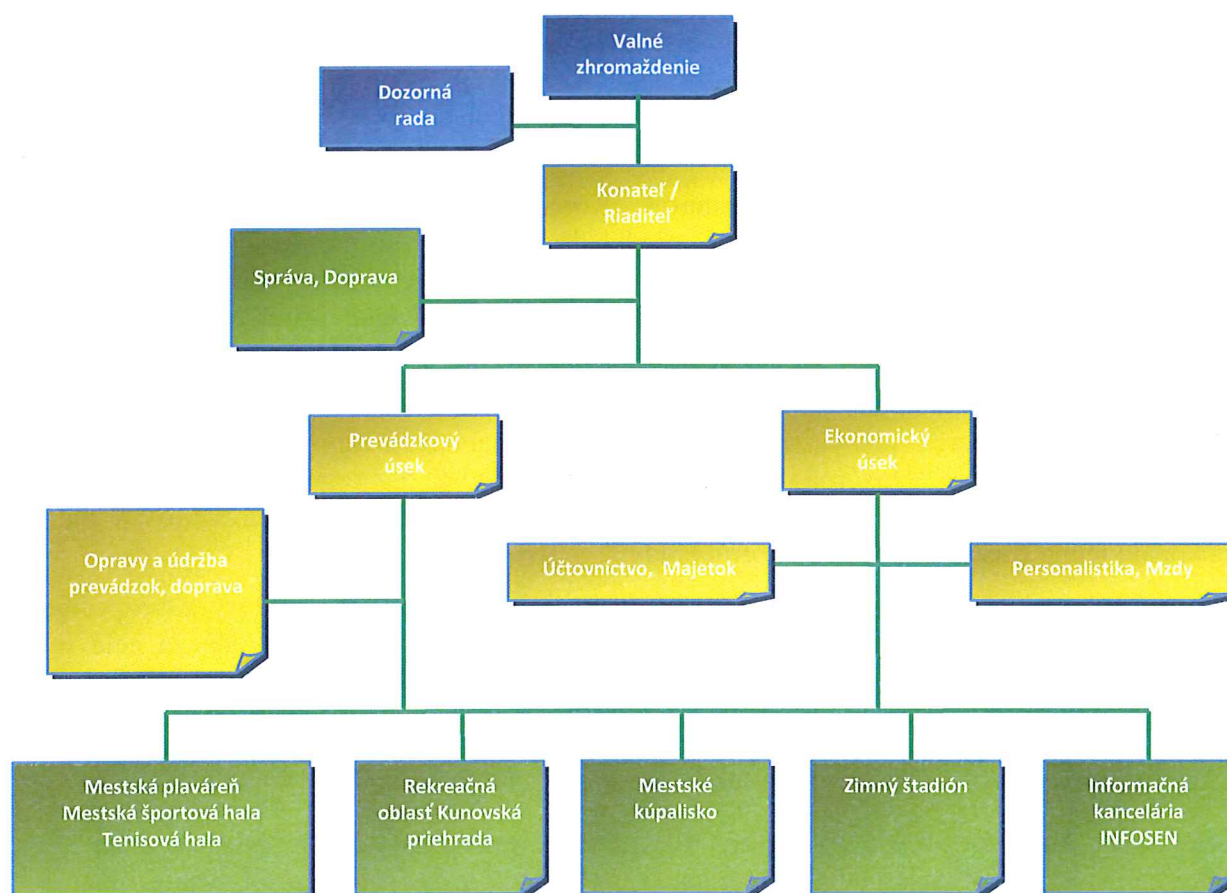 Valné
zhromaždenie
Dozorná
rada
Konateľ /
Riaditeľ
Správa, Doprava
Prevádzkový
úsek
Ekonomický
úsek
Opravy a údržba
prevádzok, doprava
Účtovníctvo, Majetok
Personalistika, Mzdy
Mestská plaváreň
Mestská športová hala
Tenisová hala
Rekreačná
oblasť Kunovská
priehrada
Mestské
kúpalisko
Zimný štadión
Informačná
kancelária
INFOSEN